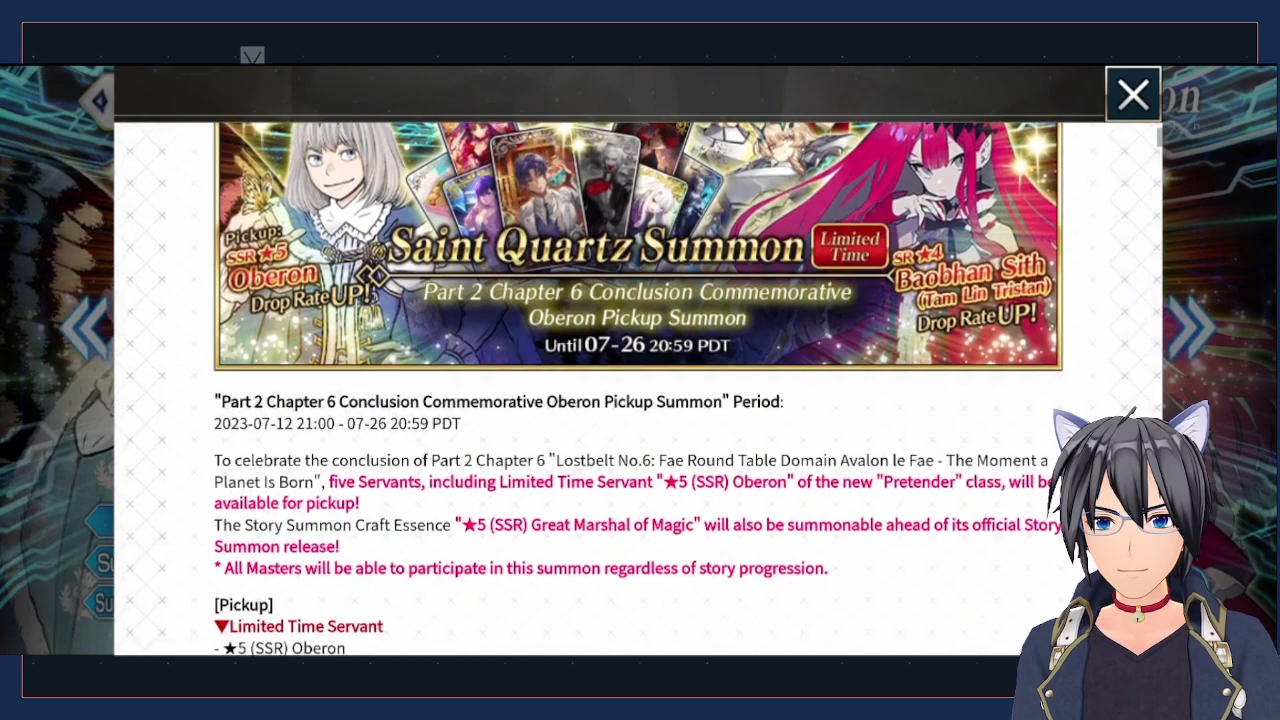 on
Pickup:
SSR ★5
Oberon
Drop Rate UP!
Saint Quartz Summon
Limited
Time
Part 2 Chapter 6 Conclusion Commemorative
Oberon Pickup Summon
Until 07-26 20:59 PDT
SR ★4
Baobhan Sith
(Tam Lin Tristan)
Drop Rate UP!
"Part 2 Chapter 6 Conclusion Commemorative Oberon Pickup Summon" Period:
2023-07-12 21:00 - 07-26 20:59 PDT
To celebrate the conclusion of Part 2 Chapter 6 "Lostbelt No.6: Fae Round Table Domain Avalon le Fae - The Moment a
Planet Is Born", five Servants, including Limited Time Servant "★5 (SSR) Oberon" of the new "Pretender" class, will be
available for pickup!
The Story Summon Craft Essence "★5 (SSR) Great Marshal of Magic" will also be summonable ahead of its official Story
Summon release!
* All Masters will be able to participate in this summon regardless of story progression.
[Pickup]
▼Limited Time Servant
- ★5 (SSR) Oberon
Su
Su